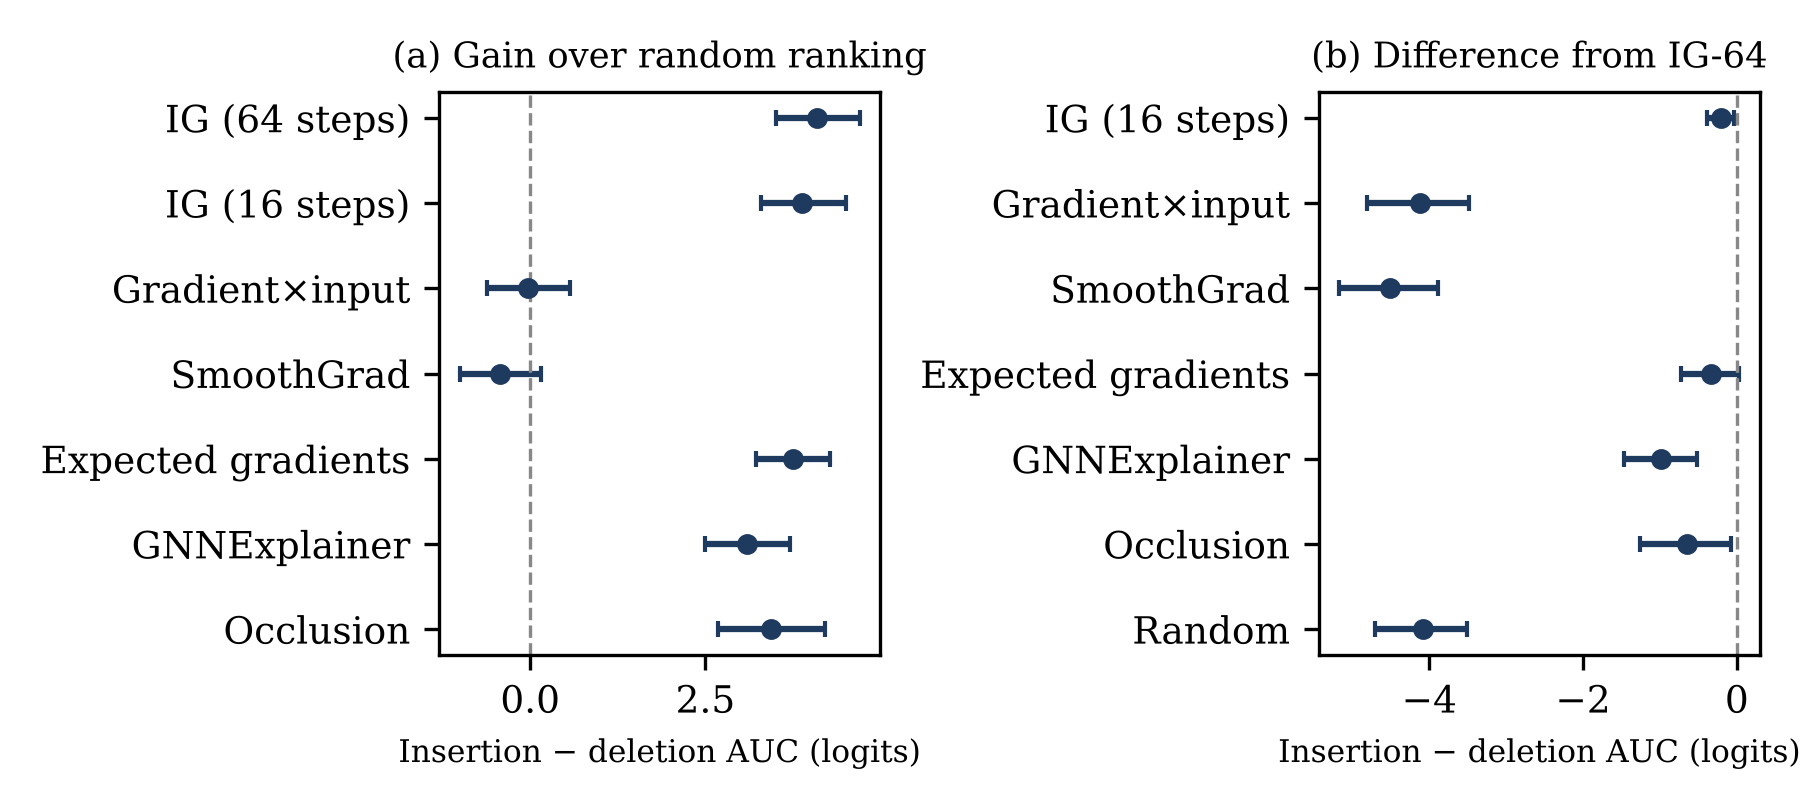 (a) Gain over random ranking
IG (64 steps)
IG (16 steps)
Gradient×input
SmoothGrad
Expected gradients
GNNExplainer
Occlusion
0.0
2.5
Insertion − deletion AUC (logits)
(b) Difference from IG-64
IG (16 steps)
Gradient×input
SmoothGrad
Expected gradients
GNNExplainer
Occlusion
Random
−4
−2
0
Insertion − deletion AUC (logits)